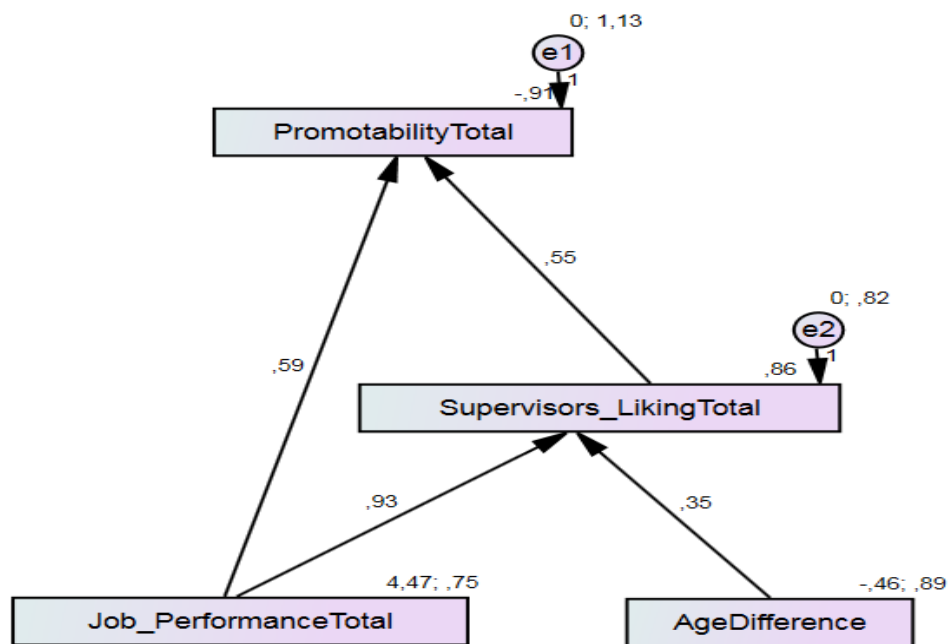 0; 1,13
e1
1
-,91
PromotabilityTotal
,55
0; ,82
e2
1
,59
,86
Supervisors_LikingTotal
,93
,35
4,47; ,75
-,46; ,89
Job_PerformanceTotal
AgeDifference